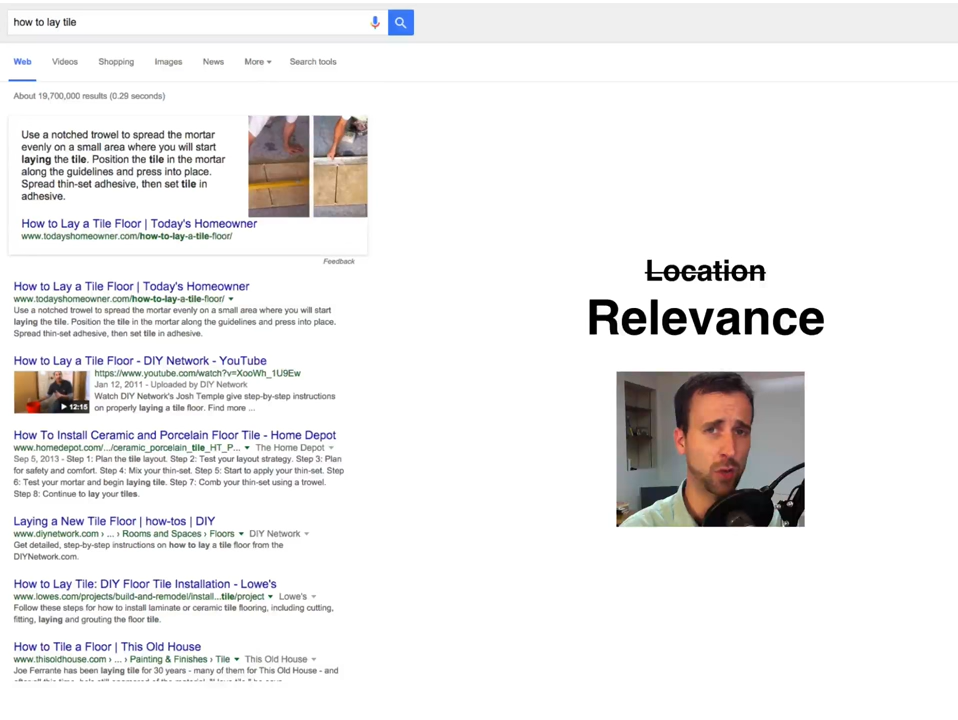 how to lay tile
Web Videos Shopping Images News More Search tools
About 19,700,000 results (0.29 seconds)
Use a notched trowel to spread the mortar
evenly on a small area where you will start
laying the tile. Position the tile in the mortar
along the guidelines and press into place.
Spread thin-set adhesive, then set tile in
adhesive.
How to Lay a Tile Floor | Today's Homeowner
www.todayshomeowner.com/how-to-lay-a-tile-floor/
Feedback
How to Lay a Tile Floor | Today's Homeowner
www.todayshomeowner.com/how-to-lay-a-tile-floor/
Use a notched trowel to spread the mortar evenly on a small area where you will start
laying the tile. Position the tile in the mortar along the guidelines and press into place.
Spread thin-set adhesive, then set tile in adhesive.
How to Lay a Tile Floor - DIY Network - YouTube
https://www.youtube.com/watch?v=XooWh_1U9Ew
Jan 12, 2011 - Uploaded by DIY Network
Watch DIY Network's Josh Temple give step-by-step instructions
on properly laying a tile floor. Find more ...
12:15
How To Install Ceramic and Porcelain Floor Tile - Home Depot
www.homedepot.com/.../ceramic_porcelain_tile_HT_P... The Home Depot
Sep 5, 2013 - Step 1: Plan the tile layout. Step 2: Test your layout strategy. Step 3: Plan
for safety and comfort. Step 4: Mix your thin-set. Step 5: Start to apply your thin-set. Step
6: Test your mortar and begin laying tile. Step 7: Comb your thin-set using a trowel.
Step 8: Continue to lay your tiles.
Laying a New Tile Floor | how-tos | DIY
www.diynetwork.com › ... › Rooms and Spaces › Floors DIY Network
Get detailed, step-by-step instructions on how to lay a tile floor from the
DIYNetwork.com.
How to Lay Tile: DIY Floor Tile Installation - Lowe's
www.lowes.com/projects/build-and-remodel/install...tile/project Lowe's
Follow these steps for how to install laminate or ceramic tile flooring, including cutting,
fitting, laying and grouting the floor tile.
How to Tile a Floor | This Old House
www.thisoldhouse.com › ... › Painting & Finishes › Tile This Old House
Joe Ferrante has been laying tile for 30 years - many of them for This Old House - and
Location
Relevance